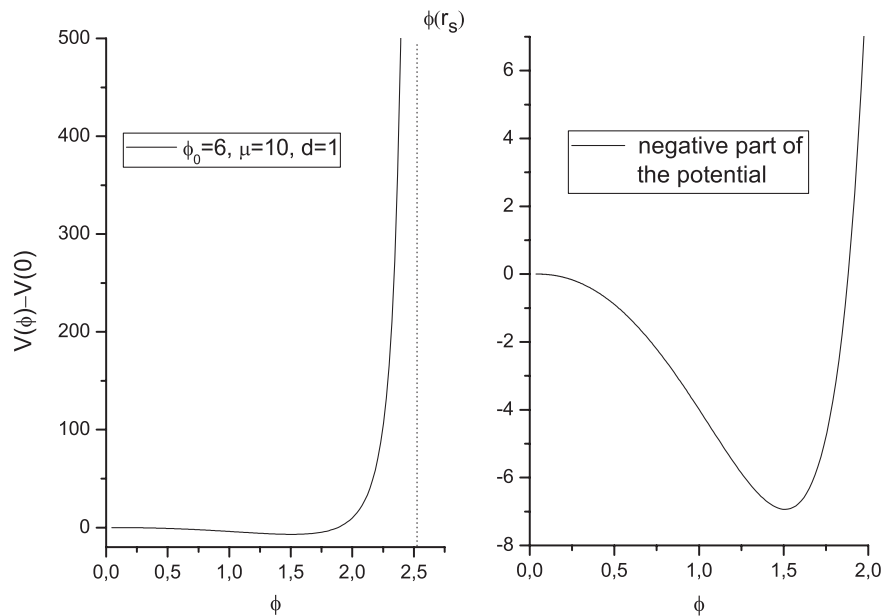 ϕ(rₛ)
500
400
300
200
100
0
V(ϕ)−V(0)
ϕ₀=6, μ=10, d=1
0,0 0,5 1,0 1,5 2,0 2,5
ϕ
6
4
2
0
-2
-4
-6
-8
negative part of
the potential
0,0 0,5 1,0 1,5 2,0
ϕ